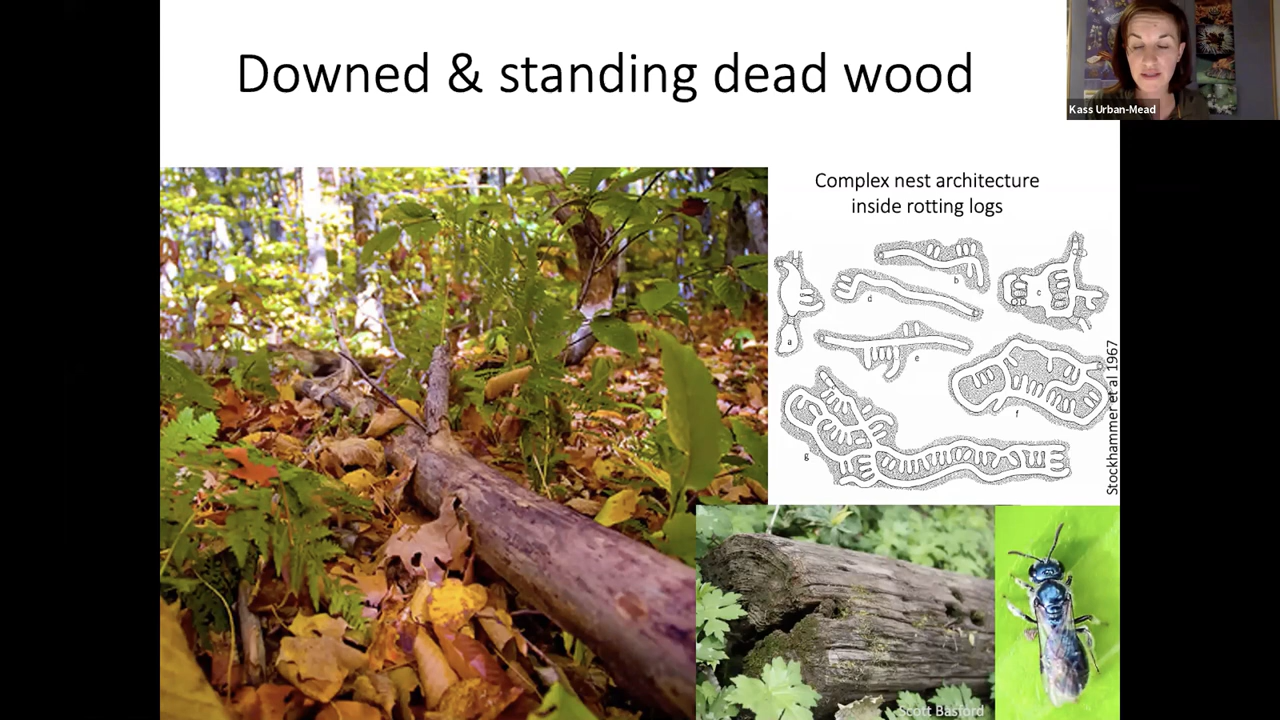 Downed & standing dead wood
Kass Urban-Mead
Complex nest architecture
inside rotting logs
a
b
d
e
f
g
Stockhammer et al 1967
Scott Basford